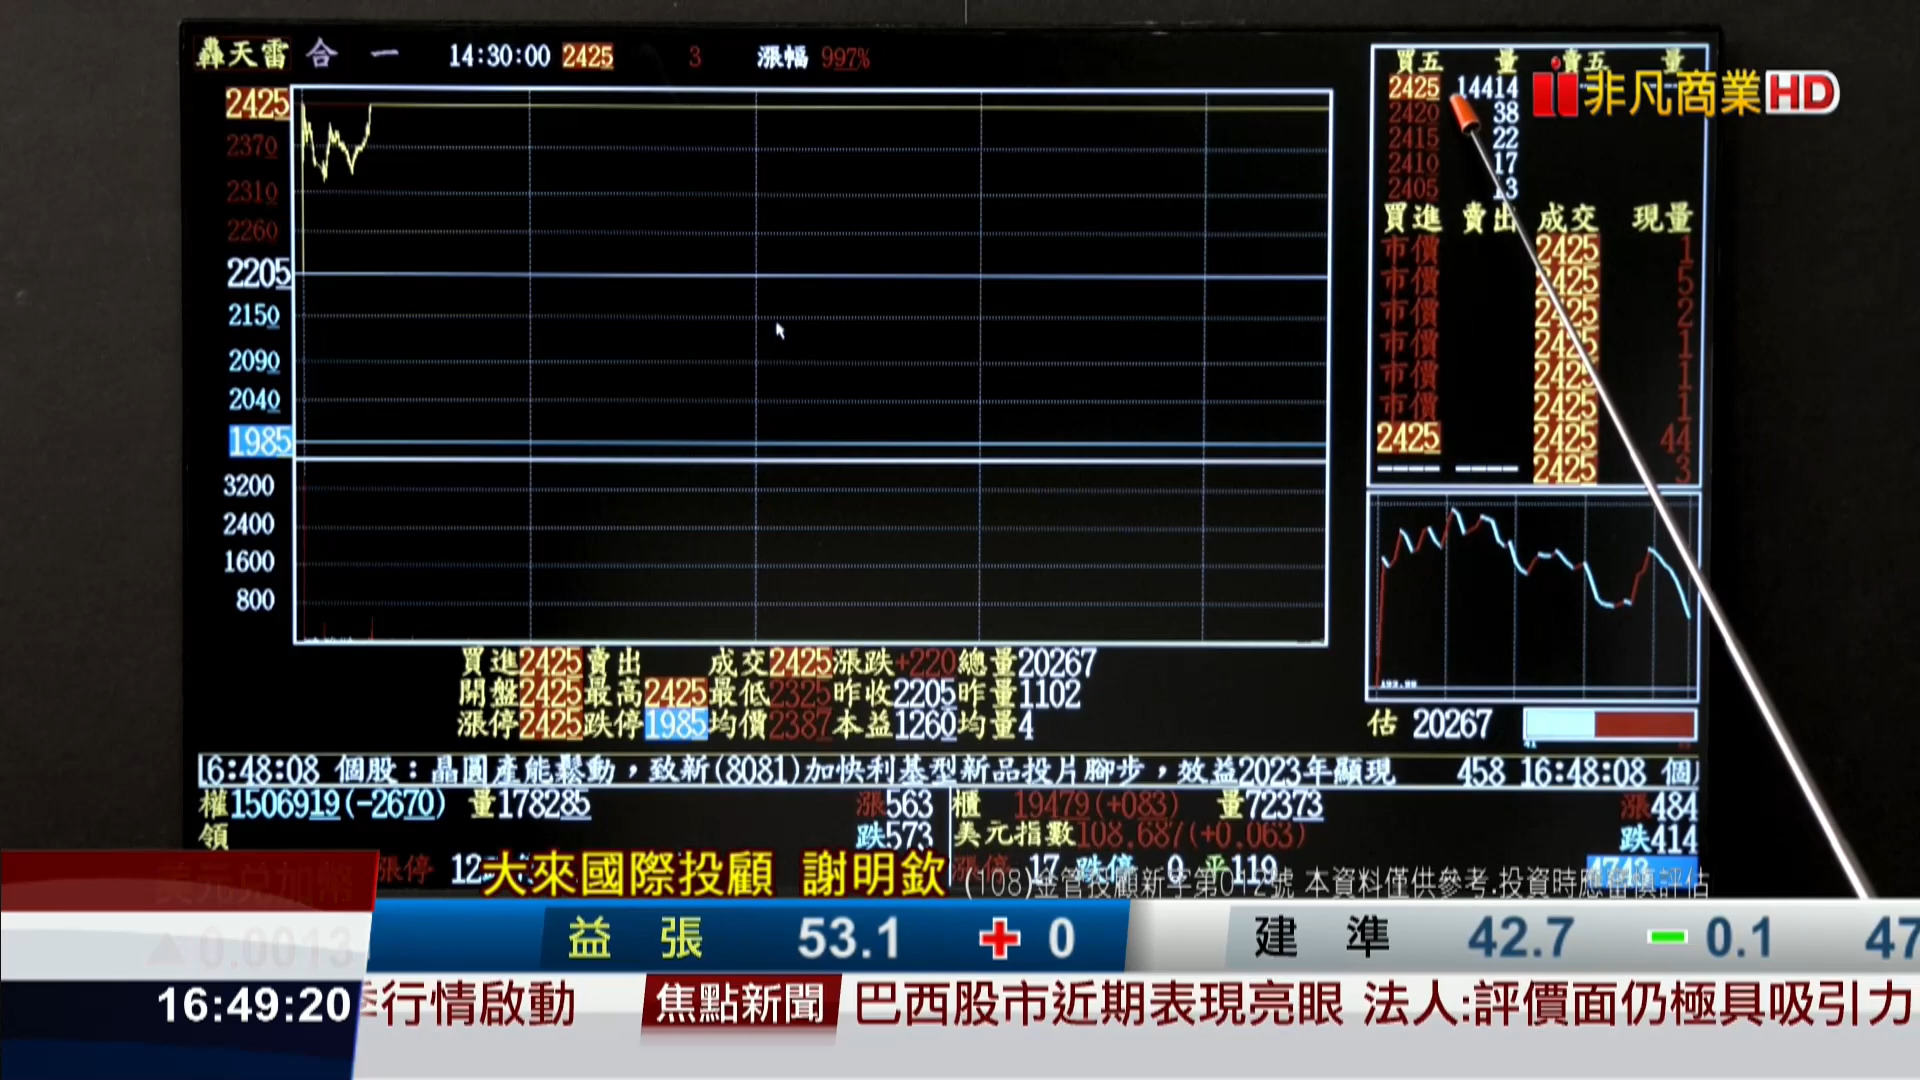 轟天雷 合 一 14:30:00 2425 3 漲幅 997%
2425
2370
2310
2260
2205
2150
2090
2040
1985
3200
2400
1600
800
買五 量 賣五 量
2425 14414
2420 38
2415 22
2410 17
2405 13
非凡商業HD
買進 賣出 成交 現量
市價 2425 1
市價 2425 5
市價 2425 2
市價 2425 1
市價 2425 1
市價 2425 1
2425 2425 44
---- ---- 2425 3
買進2425賣出 成交2425漲跌+220總量20267
開盤2425最高2425最低2325昨收2205昨量1102
漲停2425跌停1985均價2387本益1260均量4
估 20267
16:48:08 個股：晶圓產能鬆動，致新(8081)加快利基型新品投片腳步，效益2023年顯現 458 16:48:08 個
權1506919(-2670) 量178285 漲563 櫃 19479(+083) 量72373 漲484
領 跌573 美元指數108.687(+0.063) 跌414
漲停 漲停 17 跌停 0 平119 4743
大來國際投顧 謝明欽
(108)金管投顧新字第012號 本資料僅供參考.投資時應審慎評估
美元兌加幣
▲0.0013
益 張 53.1 + 0 建 準 42.7 - 0.1 47
16:49:20 行情啟動 焦點新聞 巴西股市近期表現亮眼 法人:評價面仍極具吸引力